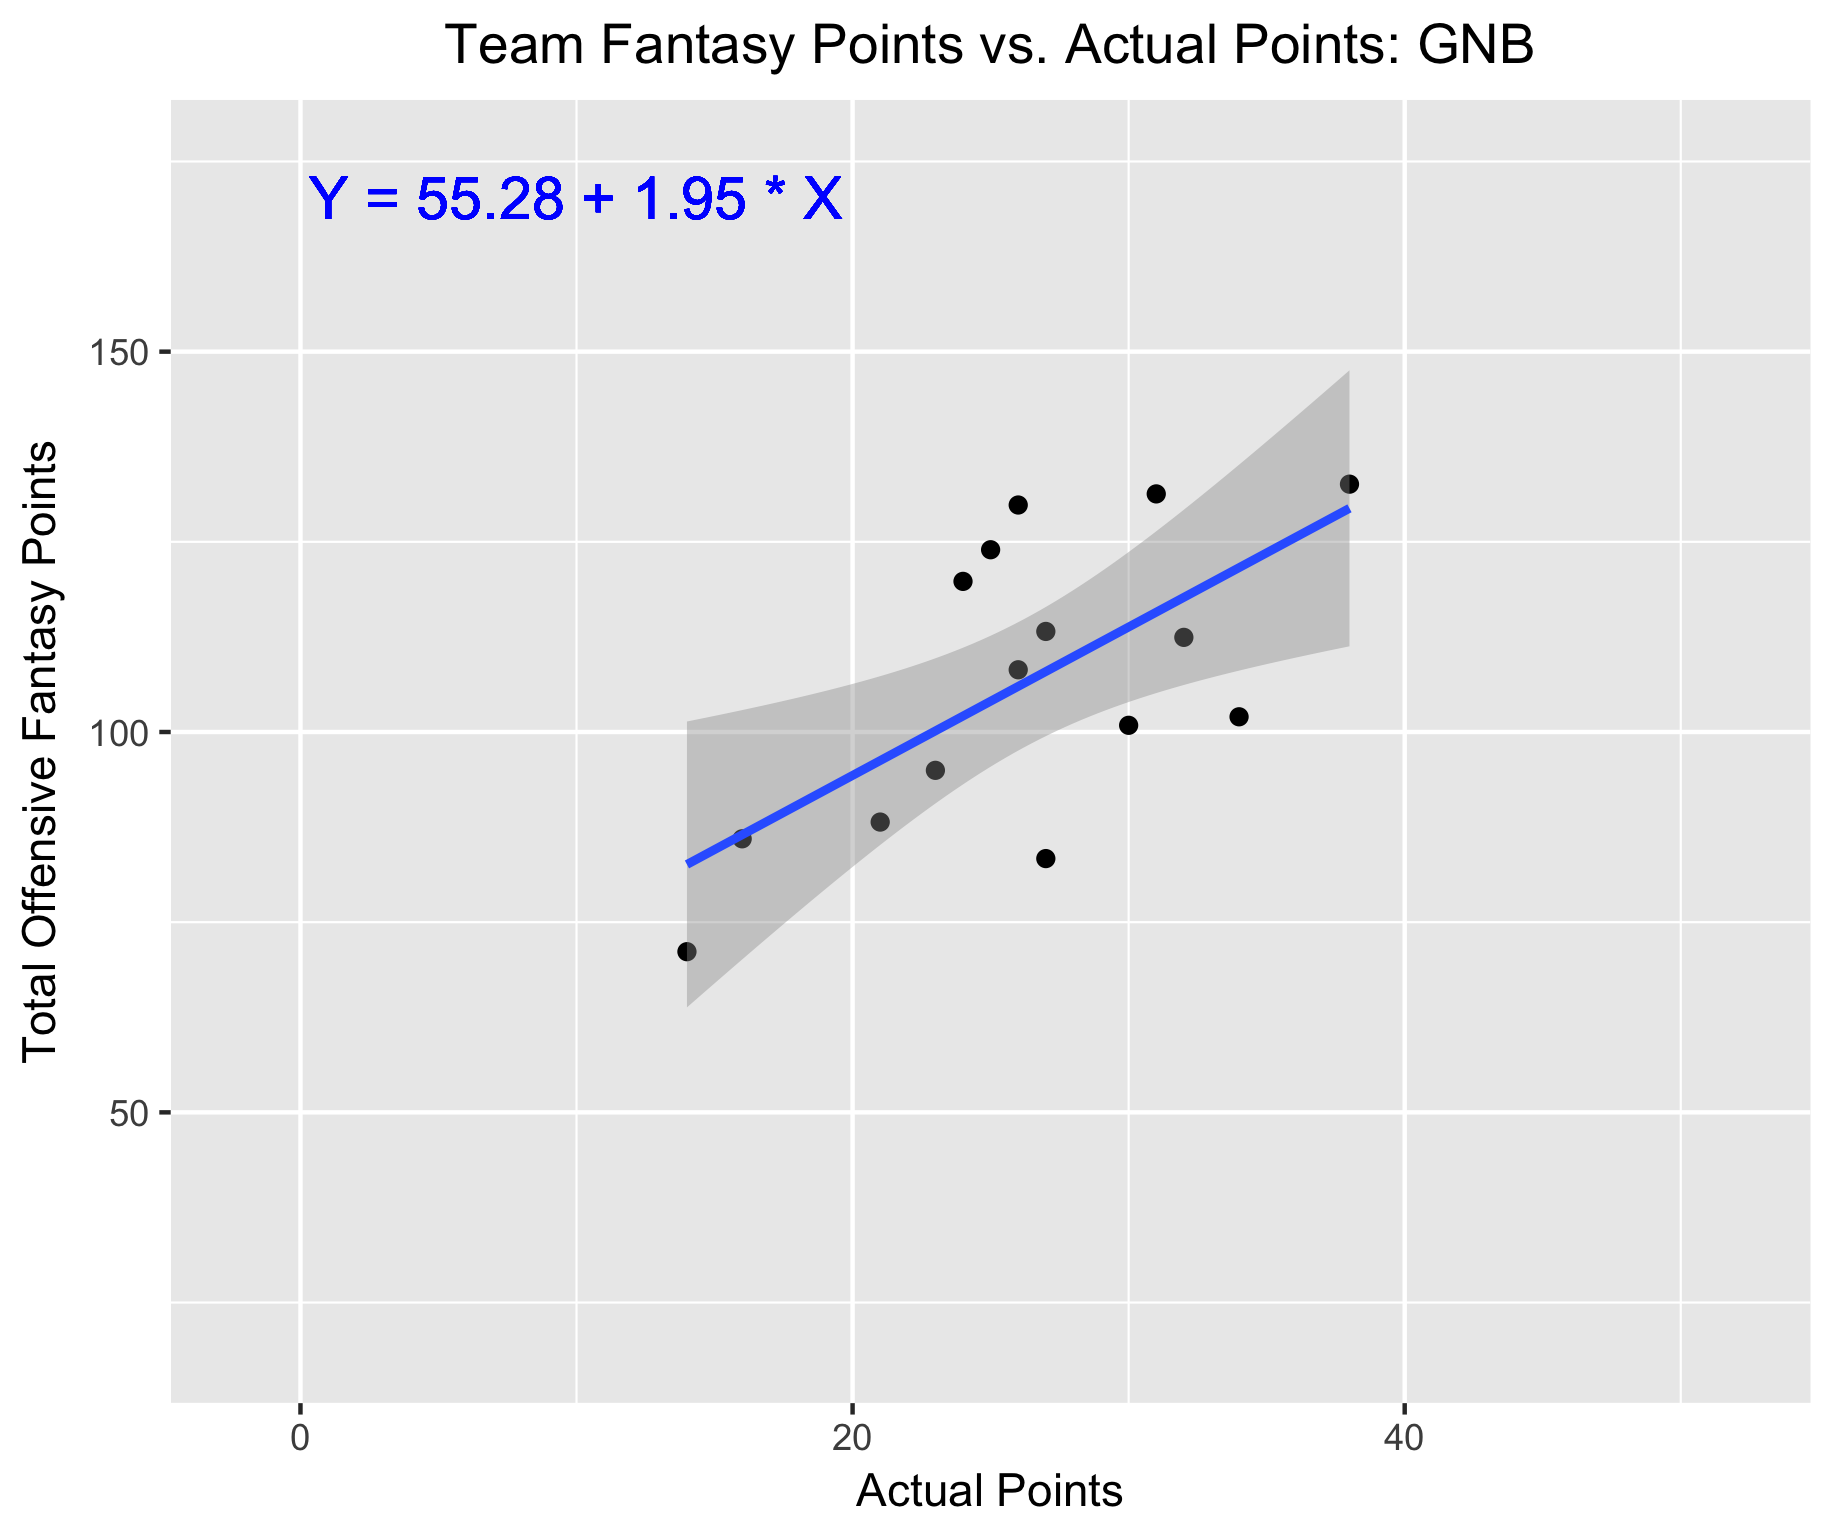 Team Fantasy Points vs. Actual Points: GNB
Y = 55.28 + 1.95 * X
Total Offensive Fantasy Points
150
100
50
0
20
40
Actual Points